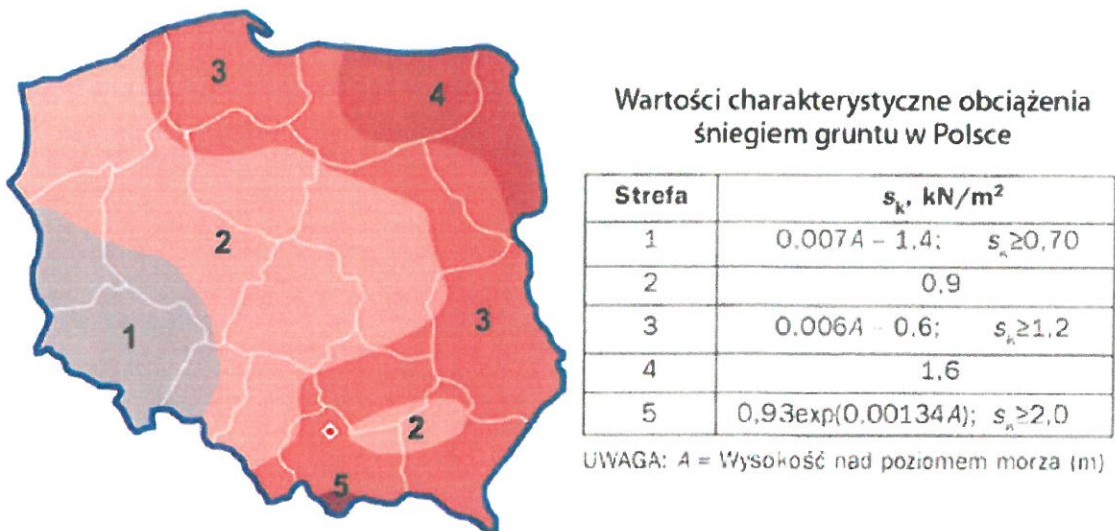 3
4
2
1
3
2
5
Wartości charakterystyczne obciążenia
śniegiem gruntu w Polsce
Strefa sₖ, kN/m²
1 0.007A – 1,4; sₖ≥0,70
2 0,9
3 0.006A – 0.6; sₖ≥1,2
4 1,6
5 0,93exp(0.00134A); sₖ≥2,0
UWAGA: A = Wysokość nad poziomem morza (m)